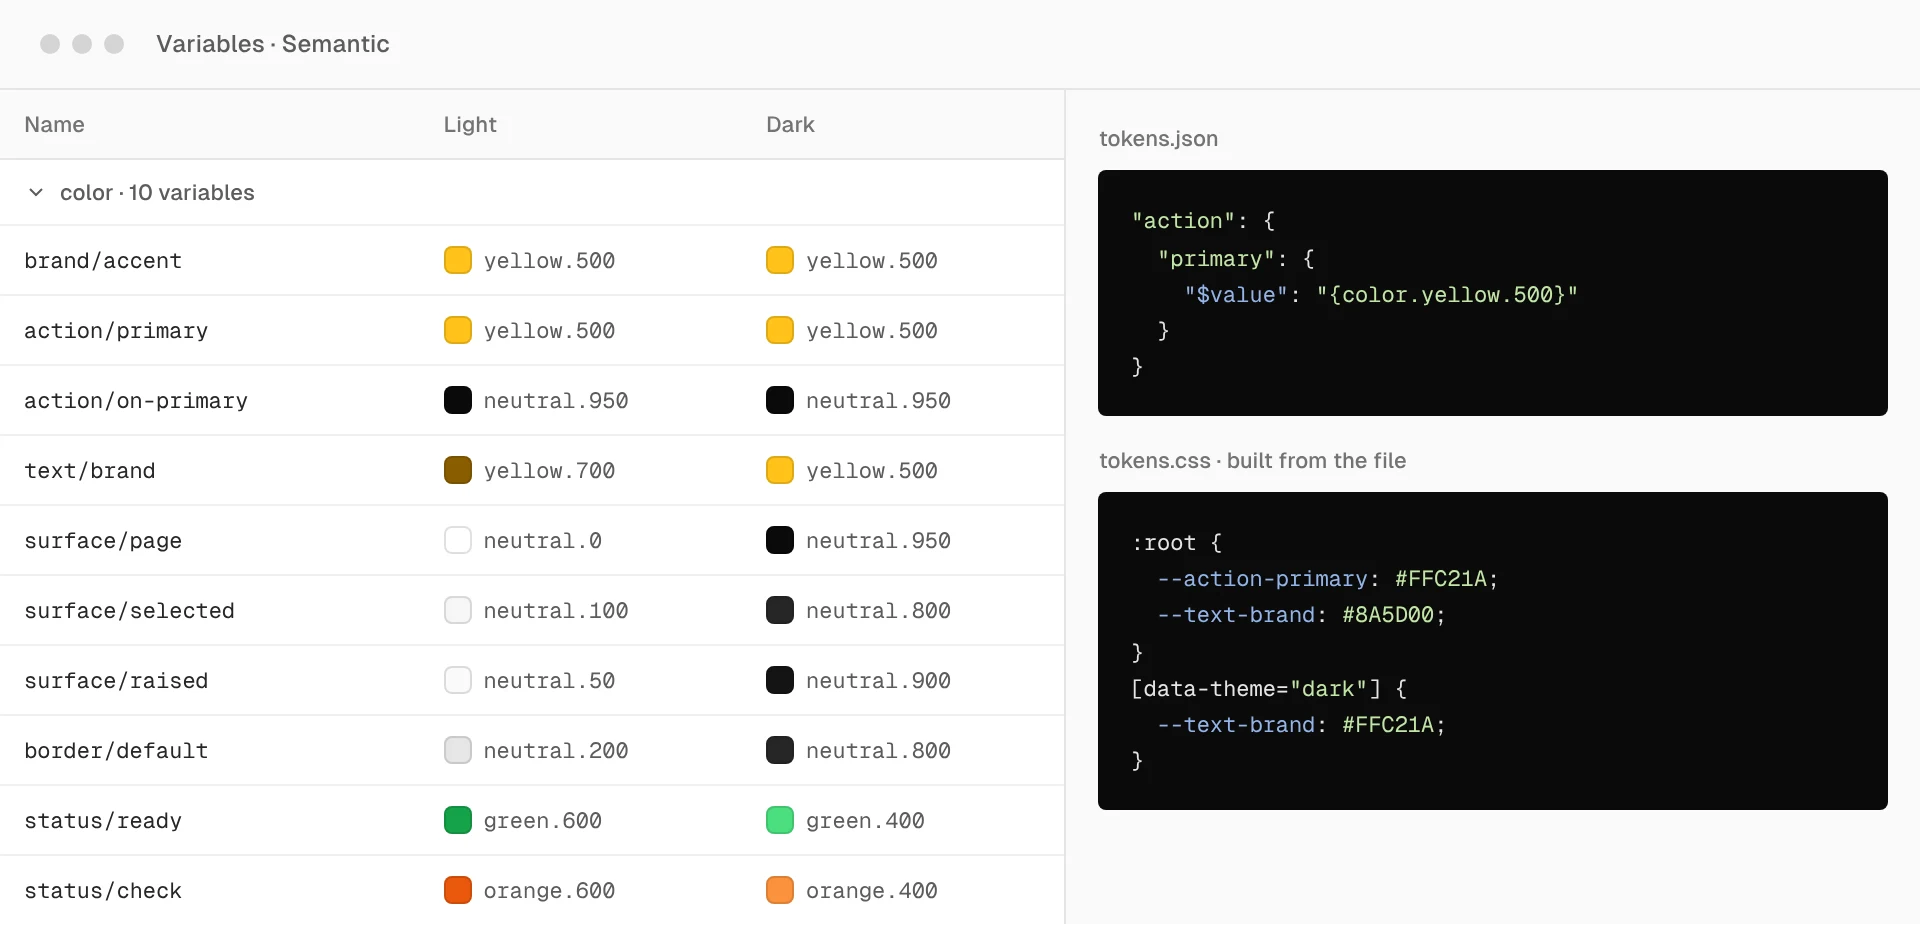 Variables · Semantic
Name Light Dark
color · 10 variables
brand/accent yellow.500 yellow.500
action/primary yellow.500 yellow.500
action/on-primary neutral.950 neutral.950
text/brand yellow.700 yellow.500
surface/page neutral.0 neutral.950
surface/selected neutral.100 neutral.800
surface/raised neutral.50 neutral.900
border/default neutral.200 neutral.800
status/ready green.600 green.400
status/check orange.600 orange.400
tokens.json
"action": {
  "primary": {
    "$value": "{color.yellow.500}"
  }
}
tokens.css · built from the file
:root {
  --action-primary: #FFC21A;
  --text-brand: #8A5D00;
}
[data-theme="dark"] {
  --text-brand: #FFC21A;
}